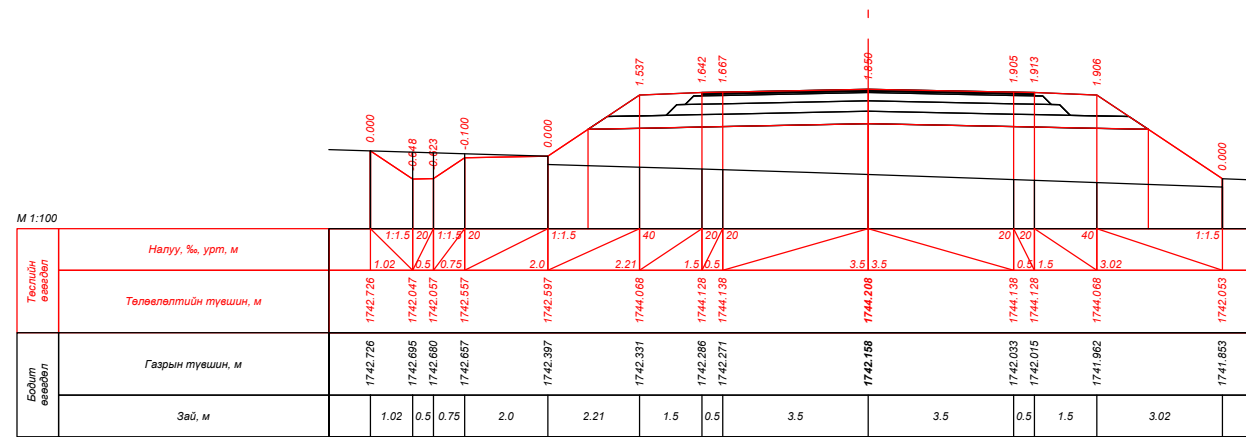 1.537 1.642 1.667 1.850 1.905 1.913 1.906
0.000 -0.648 -0.623 -0.100 0.000 0.000
М 1:100
Төслийн өгөгдөл
Налуу, ‰, урт, м
1:1.5 20 1:1.5 20 1:1.5 40 20 20 20 20 40 1:1.5
1.02 0.5 0.75 2.0 2.21 1.5 0.5 3.5 3.5 0.5 1.5 3.02
Төлөвлөлтийн түвшин, м
1742.726 1742.047 1742.057 1742.557 1742.597 1744.068 1744.128 1744.138 1744.208 1744.138 1744.128 1744.068 1742.053
Бодит өгөгдөл
Газрын түвшин, м
1742.726 1742.695 1742.680 1742.657 1742.397 1742.331 1742.286 1742.271 1742.158 1742.033 1742.015 1741.962 1741.853
Зай, м
1.02 0.5 0.75 2.0 2.21 1.5 0.5 3.5 3.5 0.5 1.5 3.02